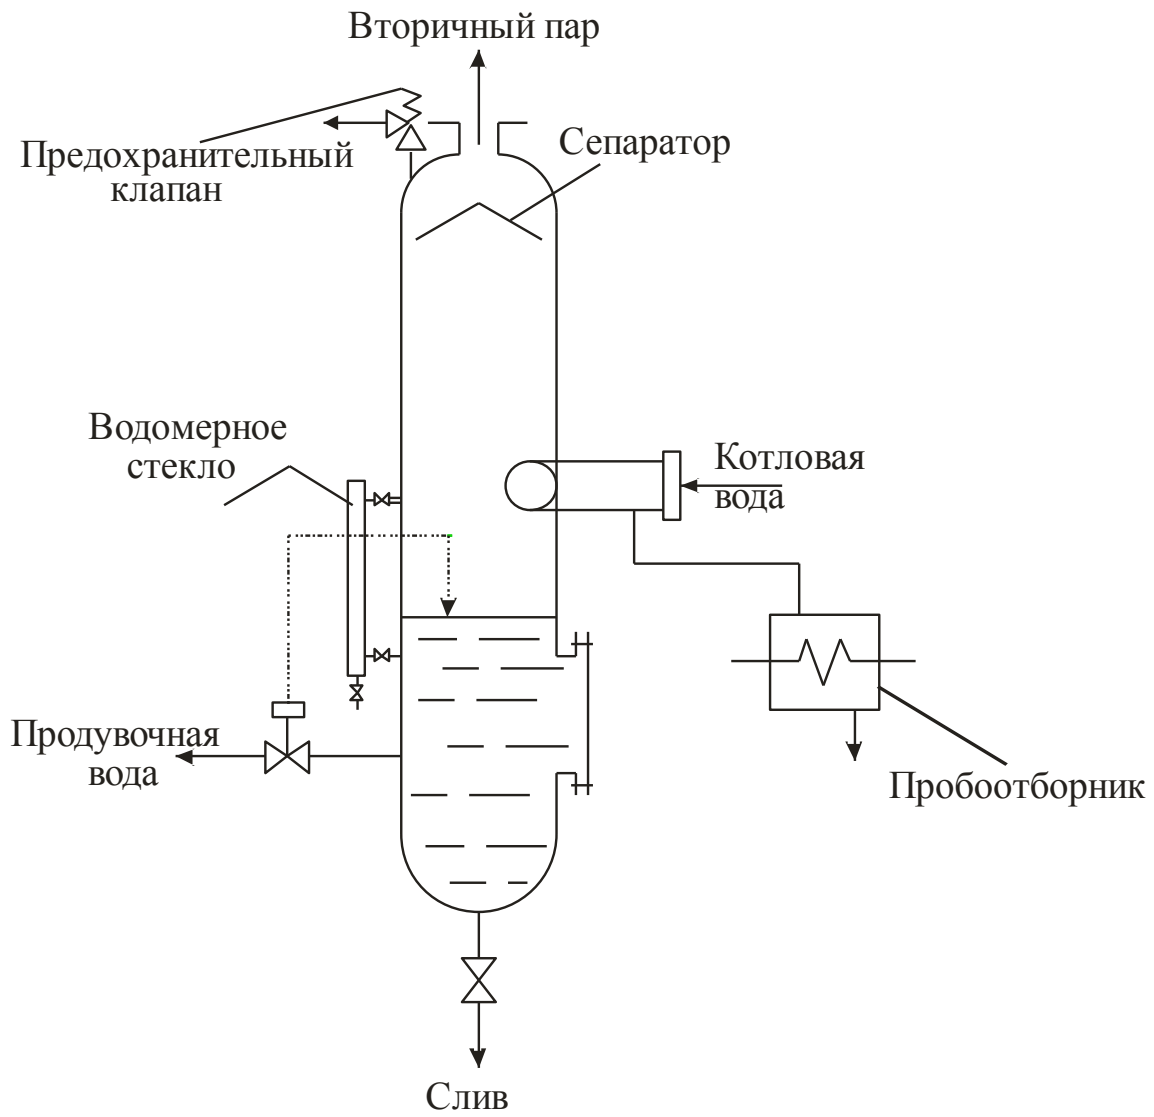 Вторичный пар
Предохранительный
клапан
Сепаратор
Водомерное
стекло
Котловая
вода
Продувочная
вода
Пробоотборник
Слив